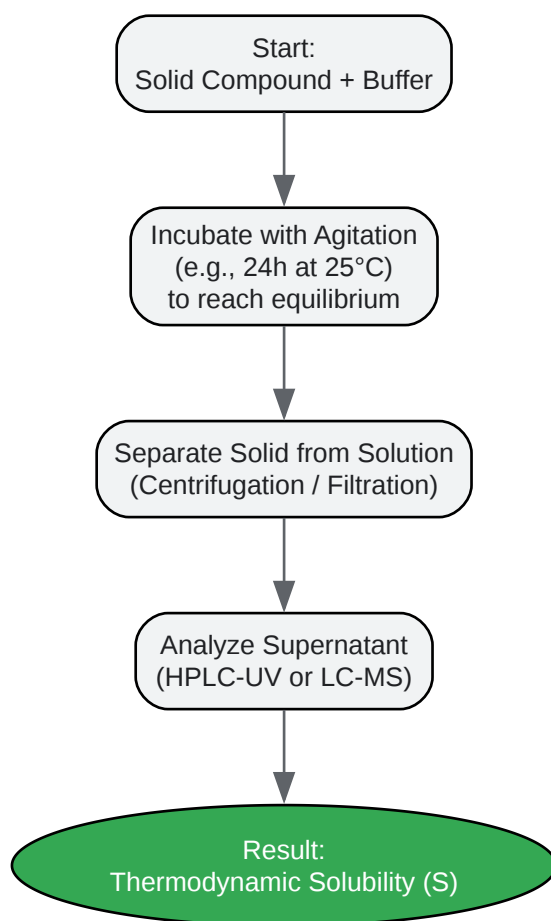 Start:
Solid Compound + Buffer
Incubate with Agitation
(e.g., 24h at 25°C)
to reach equilibrium
Separate Solid from Solution
(Centrifugation / Filtration)
Analyze Supernatant
(HPLC-UV or LC-MS)
Result:
Thermodynamic Solubility (S)